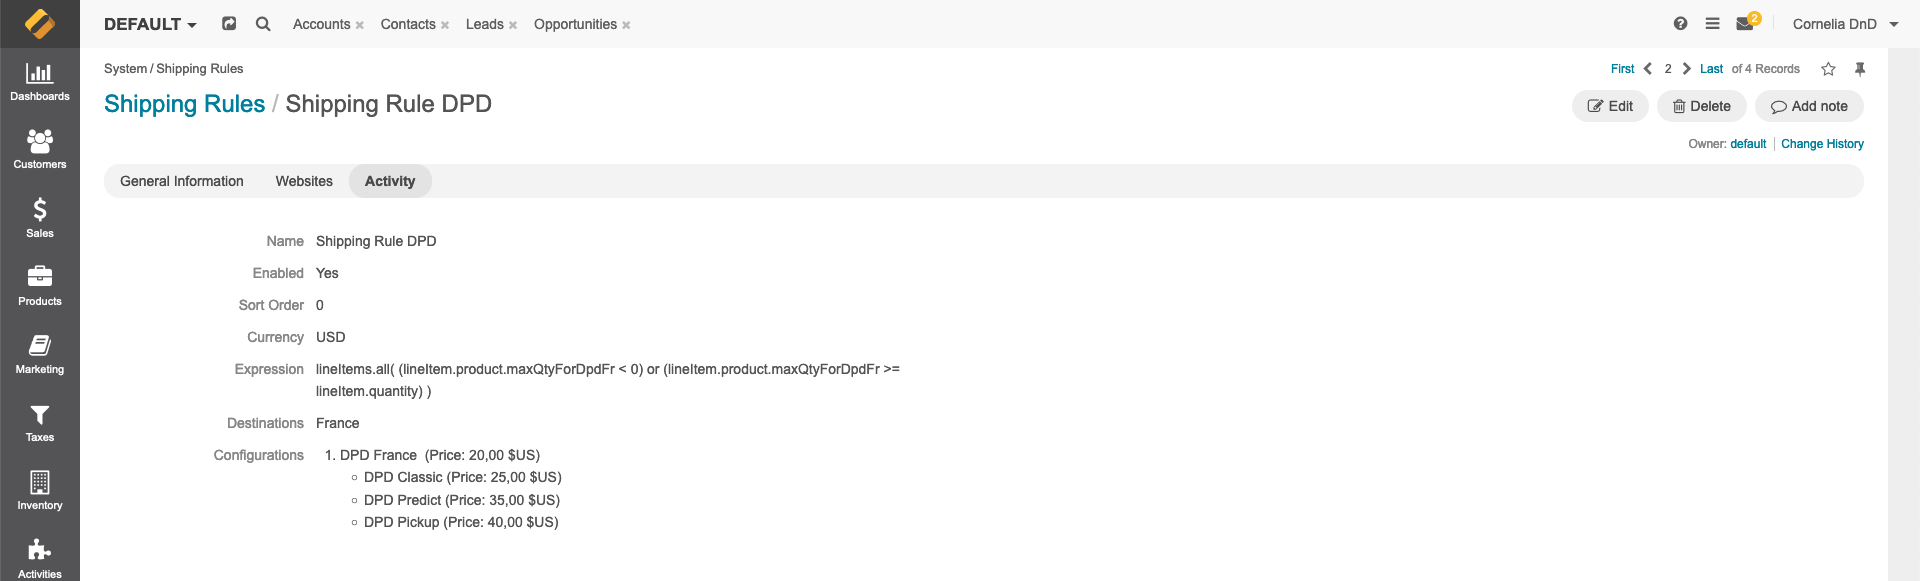 DEFAULT
Accounts × Contacts × Leads × Opportunities ×
2
Cornelia DnD
Dashboards
Customers
Sales
Products
Marketing
Taxes
Inventory
Activities
System / Shipping Rules
First 2 Last of 4 Records
Shipping Rules / Shipping Rule DPD
Edit Delete Add note
Owner: default Change History
General Information Websites Activity
Name Shipping Rule DPD
Enabled Yes
Sort Order 0
Currency USD
Expression lineItems.all( (lineItem.product.maxQtyForDpdFr < 0) or (lineItem.product.maxQtyForDpdFr >=
lineItem.quantity) )
Destinations France
Configurations 1. DPD France (Price: 20,00 $US)
DPD Classic (Price: 25,00 $US)
DPD Predict (Price: 35,00 $US)
DPD Pickup (Price: 40,00 $US)